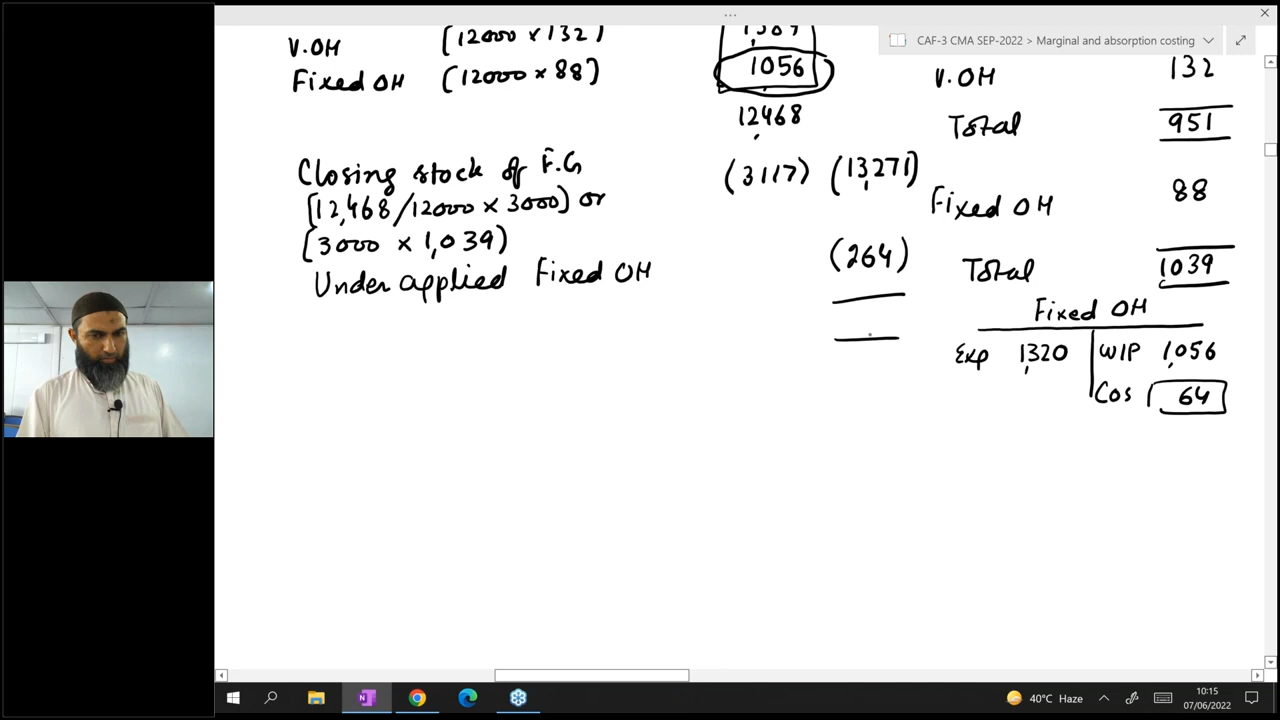 CAF-3 CMA SEP-2022 > Marginal and absorption costing
V.OH [12000 × 132)
Fixed OH (12000 × 88) 1056
12468
Closing stock of F.G (3117) (13,271)
[12,468/12000 × 3000) or
[3000 × 1,039)
Under applied Fixed OH (264)
V.OH 132
Total 951
Fixed OH 88
Total 1039
Fixed OH
Exp 1320 WIP 1,056
Cos 64
40°C Haze
10:15
07/06/2022